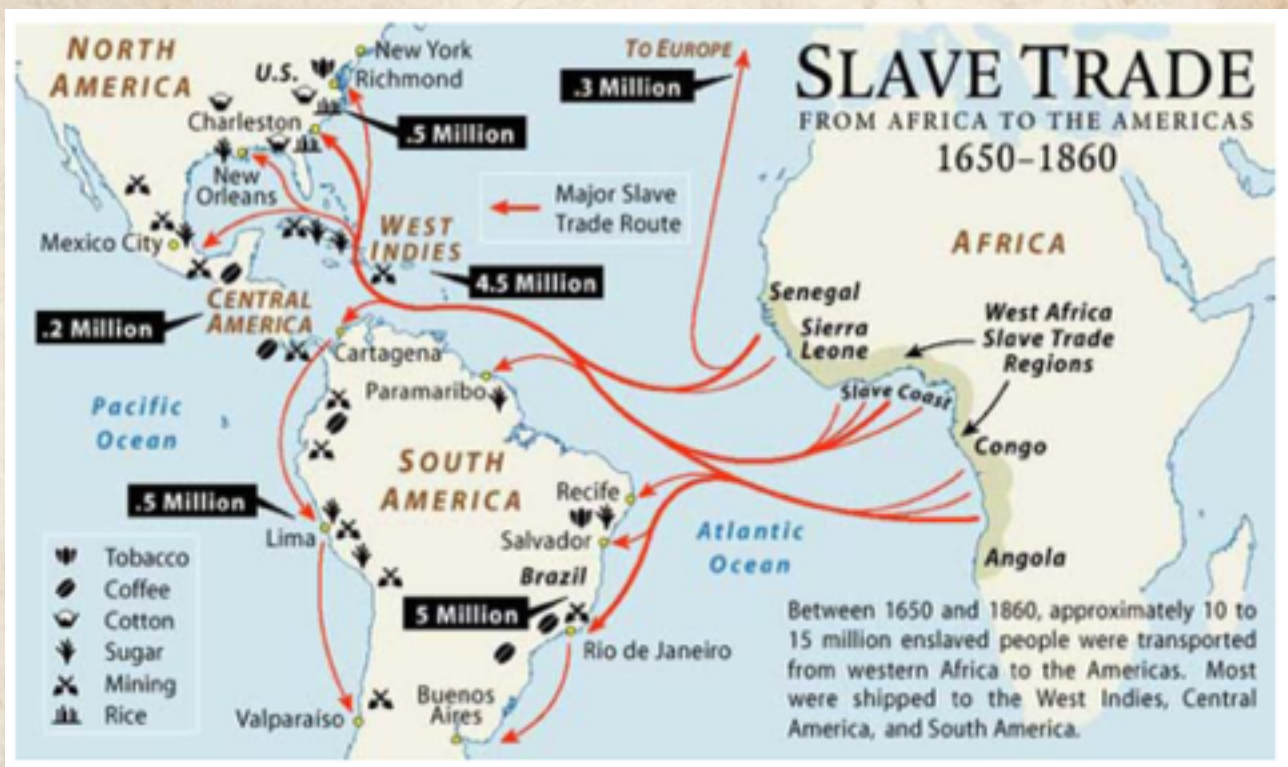 SLAVE TRADE
FROM AFRICA TO THE AMERICAS
1650–1860
NORTH
AMERICA
U.S.
New York
Richmond
Charleston
New
Orleans
Mexico City
.5 Million
TO EUROPE
.3 Million
Major Slave
Trade Route
WEST
INDIES
4.5 Million
CENTRAL
AMERICA
.2 Million
Cartagena
Paramaribo
Pacific
Ocean
SOUTH
AMERICA
.5 Million
Lima
Recife
Salvador
Brazil
5 Million
Rio de Janeiro
Buenos
Aires
Valparaíso
Atlantic
Ocean
AFRICA
Senegal
Sierra
Leone
West Africa
Slave Trade
Regions
Slave Coast
Congo
Angola
Tobacco
Coffee
Cotton
Sugar
Mining
Rice
Between 1650 and 1860, approximately 10 to
15 million enslaved people were transported
from western Africa to the Americas. Most
were shipped to the West Indies, Central
America, and South America.